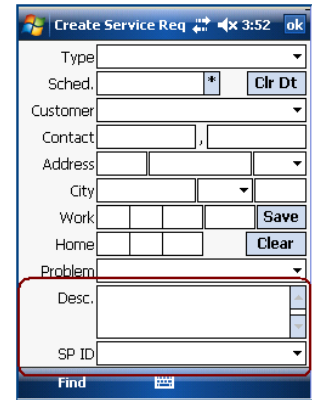 Create Service Req 3:52 ok
Type
Sched. * Clr Dt
Customer
Contact ,
Address
City
Work Save
Home Clear
Problem
Desc.
SP ID
Find